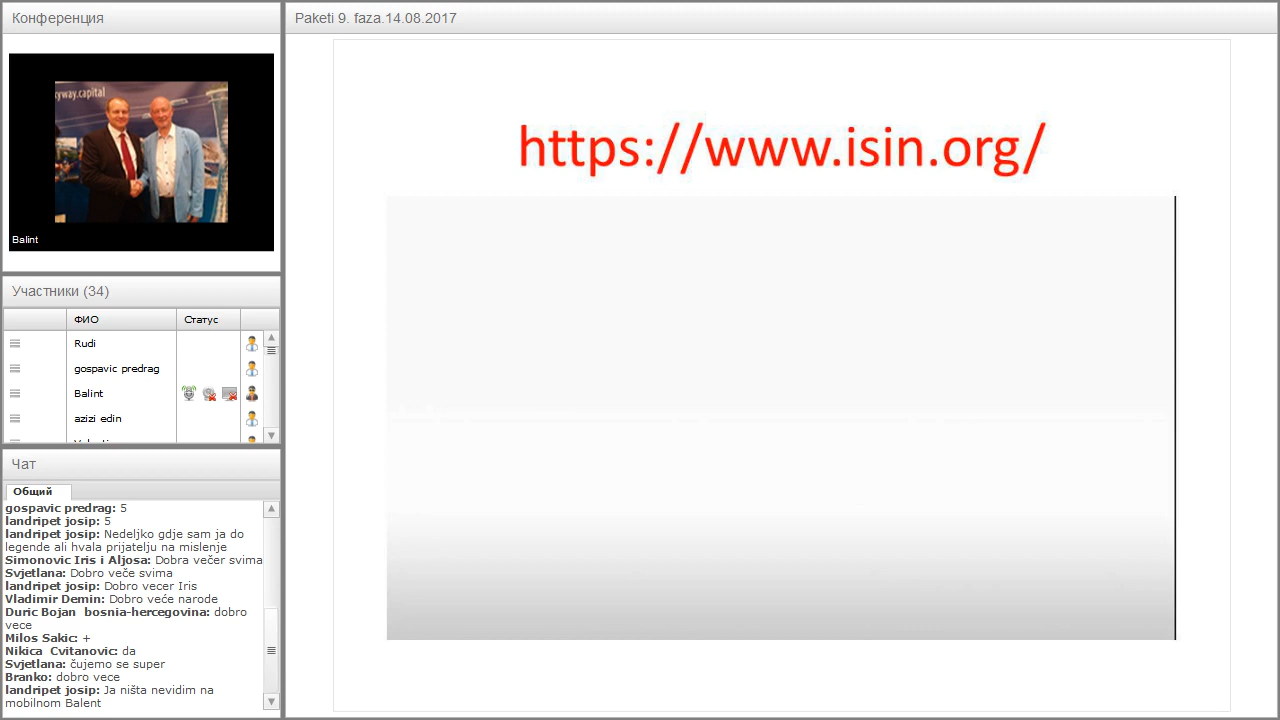 Конференция
yway.capital
Balint
Участники (34)
ФИО
Статус
Rudi
gospavic predrag
Balint
azizi edin
Чат
Общий
gospavic predrag: 5
landripet josip: 5
landripet josip: Nedeljko gdje sam ja do
legende ali hvala prijatelju na mislenje
Simonovic Iris i Aljosa: Dobra večer svima
Svjetlana: Dobro veče svima
landripet josip: Dobro vecer Iris
Vladimir Demin: Dobro veće narode
Duric Bojan  bosnia-hercegovina: dobro
vece
Milos Sakic: +
Nikica  Cvitanovic: da
Svjetlana: čujemo se super
Branko: dobro vece
landripet josip: Ja ništa nevidim na
mobilnom Balent
Paketi 9. faza.14.08.2017
https://www.isin.org/